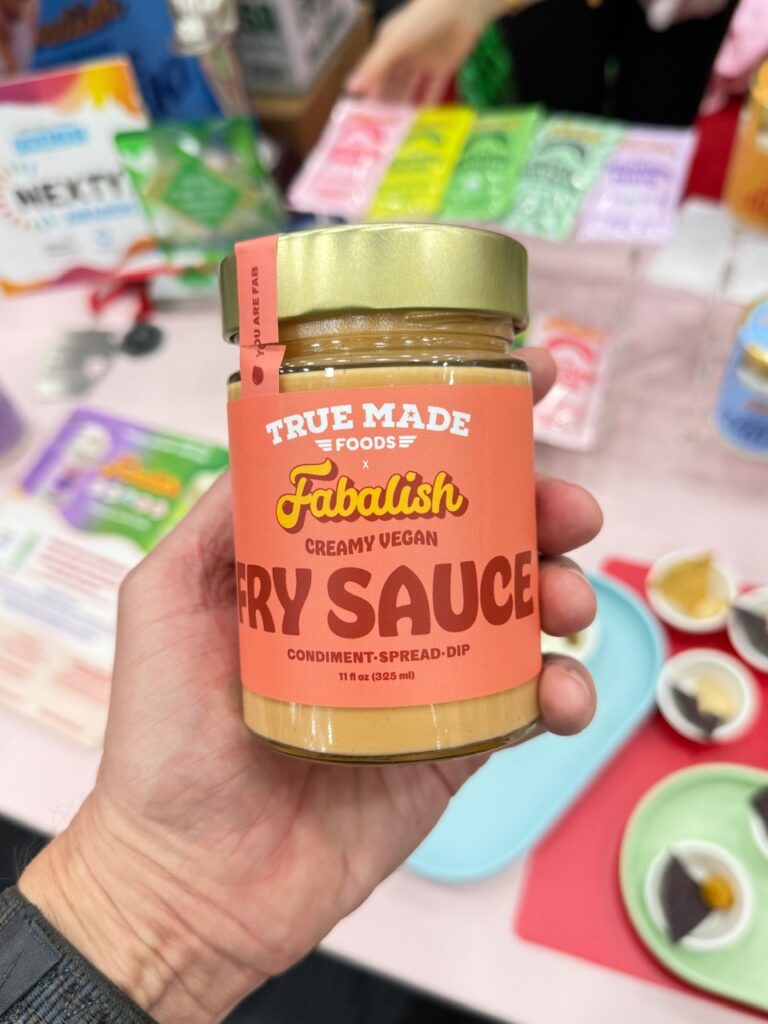 NEXTY
YOU ARE FAB
TRUE MADE
FOODS
x
Fabalish
CREAMY VEGAN
FRY SAUCE
CONDIMENT·SPREAD·DIP
11 fl oz (325 ml)